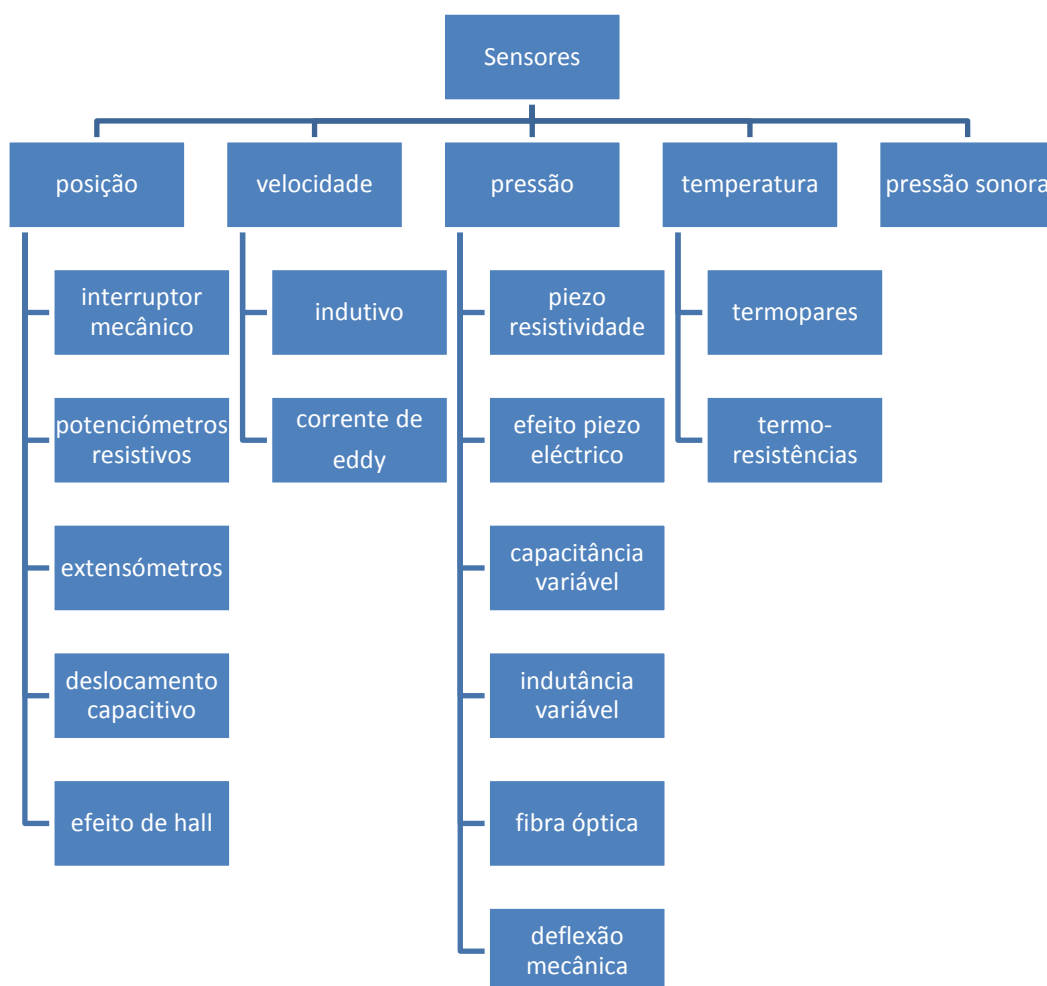 Sensores
posição
velocidade
pressão
temperatura
pressão sonora
interruptor
mecânico
potenciómetros
resistivos
extensómetros
deslocamento
capacitivo
efeito de hall
indutivo
corrente de
eddy
piezo
resistividade
efeito piezo
eléctrico
capacitância
variável
indutância
variável
fibra óptica
deflexão
mecânica
termopares
termo-
resistências